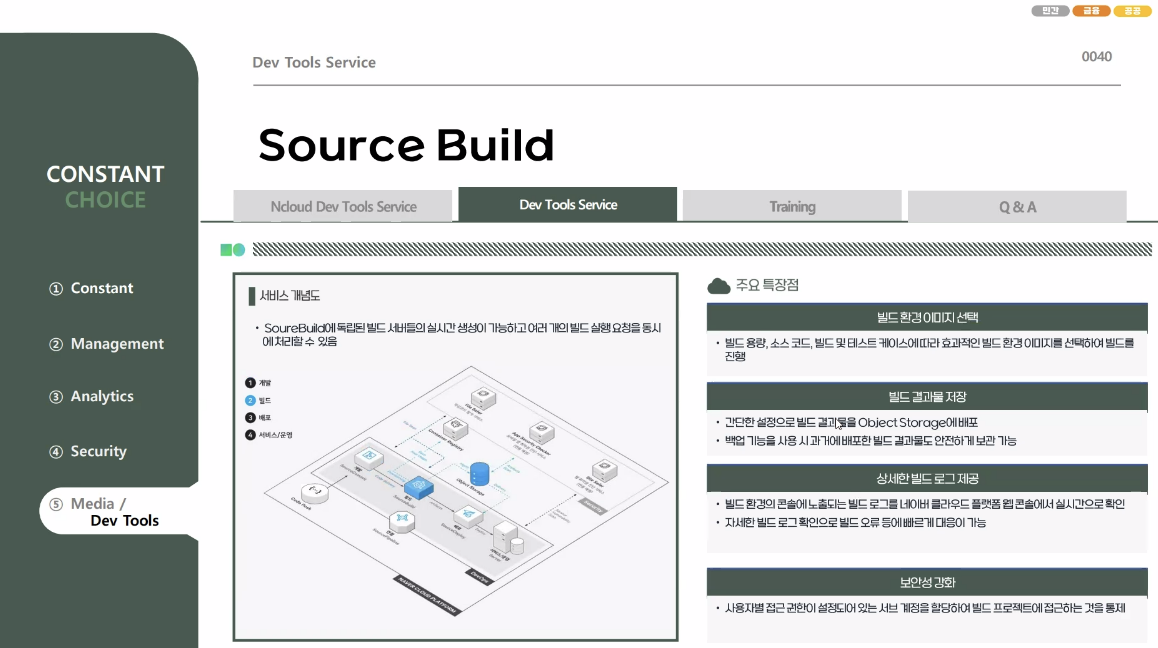 민간 금융 공공
Dev Tools Service
0040
Source Build
CONSTANT
CHOICE
Ncloud Dev Tools Service
Dev Tools Service
Training
Q & A
① Constant
② Management
③ Analytics
④ Security
⑤ Media /
Dev Tools
서비스 개념도
• SoureBuild에 독립된 빌드 서버들의 실시간 생성이 가능하고 여러 개의 빌드 실행 요청을 동시
에 처리할 수 있음
1 개발
2 빌드
3 배포
4 서비스/운영
Container Registry
Object Storage
Code Push
DevOps
NAVER CLOUD PLATFORM
주요 특장점
빌드 환경 이미지 선택
• 빌드 용량, 소스 코드, 빌드 및 테스트 케이스에 따라 효과적인 빌드 환경 이미지를 선택하여 빌드를
진행
빌드 결과물 저장
• 간단한 설정으로 빌드 결과물을 Object Storage에 배포
• 백업 기능을 사용 시 과거에 배포한 빌드 결과물도 안전하게 보관 가능
상세한 빌드 로그 제공
• 빌드 환경의 콘솔에 노출되는 빌드 로그를 네이버 클라우드 플랫폼 웹 콘솔에서 실시간으로 확인
• 자세한 빌드 로그 확인으로 빌드 오류 등에 빠르게 대응이 가능
보안성 강화
• 사용자별 접근 권한이 설정되어 있는 서브 계정을 할당하여 빌드 프로젝트에 접근하는 것을 통제